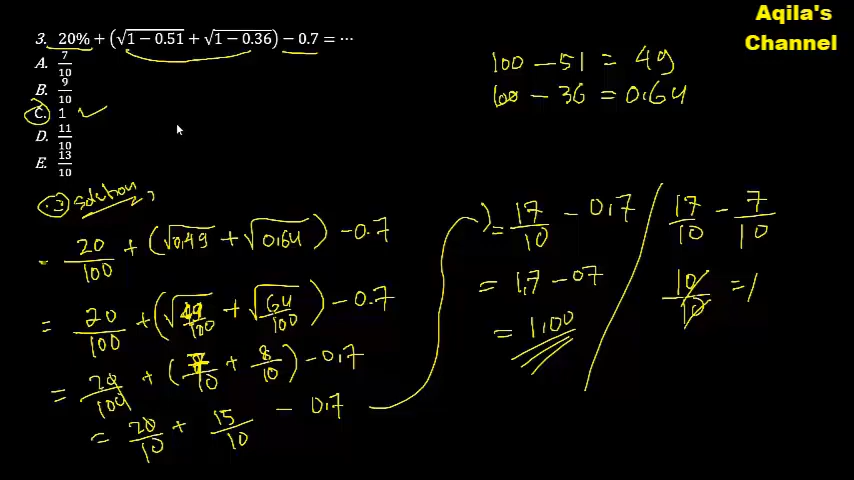 Aqila's
Channel
3. 20% + (√1 − 0.51 + √1 − 0.36) − 0.7 = ⋯
A. 7/10
B. 9/10
C. 1 ✓
D. 11/10
E. 13/10
100 − 51 = 49
100 − 36 = 0.64
solution,
= 20/100 + (√0.49 + √0.64) − 0.7
= 20/100 + (√49/100 + √64/100) − 0.7
= 20/100 + (7/10 + 8/10) − 0.7
= 20/10 + 15/10 − 0.7
= 17/10 − 0.7
= 1.7 − 07
= 1.00
17/10 − 7/10
10/10 = 1